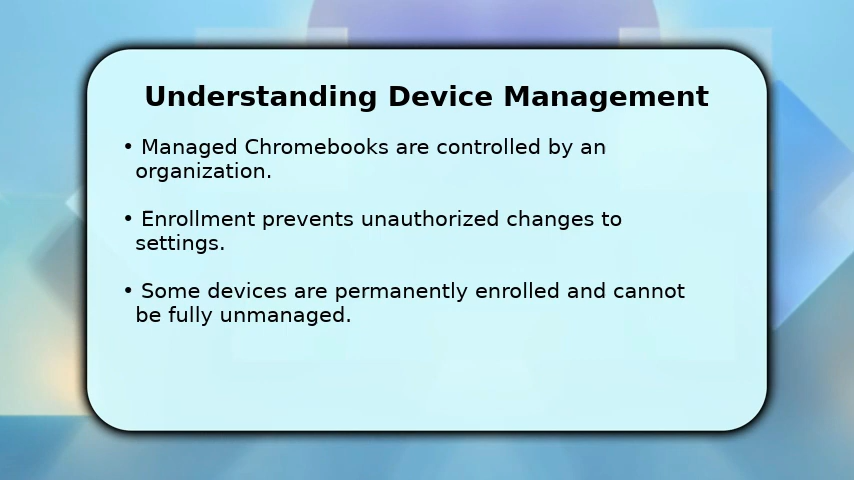 Understanding Device Management
• Managed Chromebooks are controlled by an
organization.
• Enrollment prevents unauthorized changes to
settings.
• Some devices are permanently enrolled and cannot
be fully unmanaged.